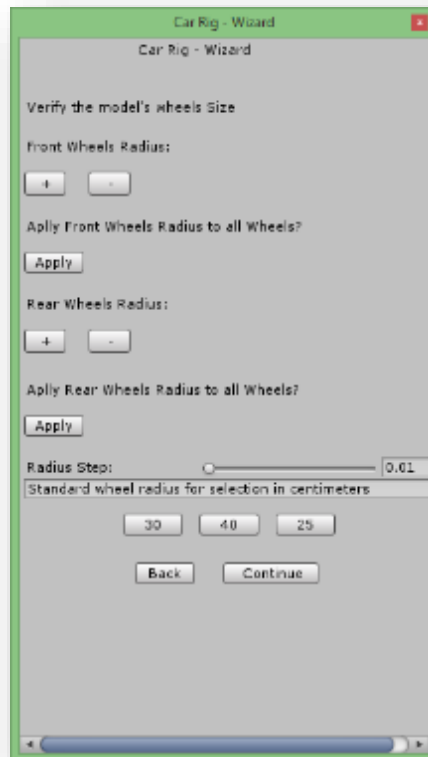 Car Rig - Wizard
Car Rig - Wizard
Verify the model's wheels Size
Front Wheels Radius:
+ -
Aplly Front Wheels Radius to all Wheels?
Apply
Rear Wheels Radius:
+ -
Aplly Rear Wheels Radius to all Wheels?
Apply
Radius Step: 0.01
Standard wheel radius for selection in centimeters
30 40 25
Back Continue